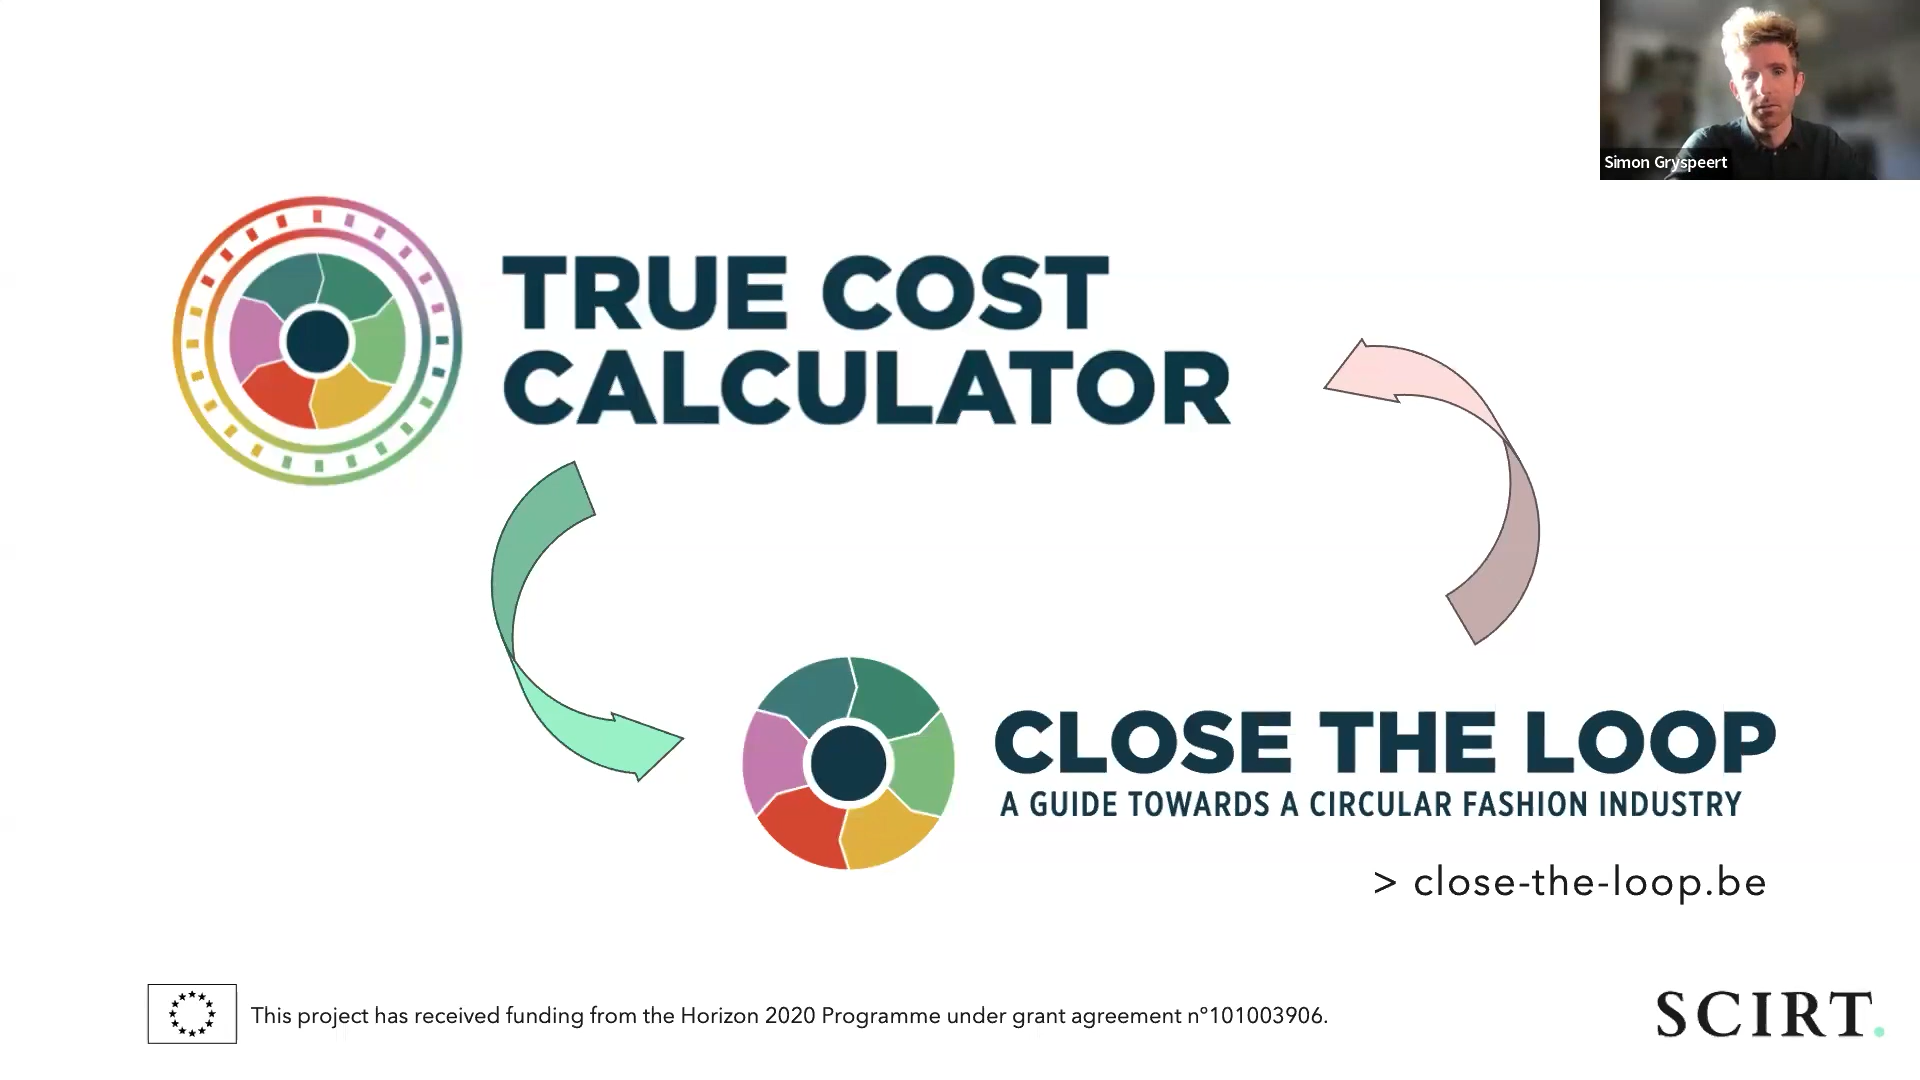 Simon Gryspeert
TRUE COST
CALCULATOR
CLOSE THE LOOP
A GUIDE TOWARDS A CIRCULAR FASHION INDUSTRY
> close-the-loop.be
This project has received funding from the Horizon 2020 Programme under grant agreement n°101003906.
SCIRT.